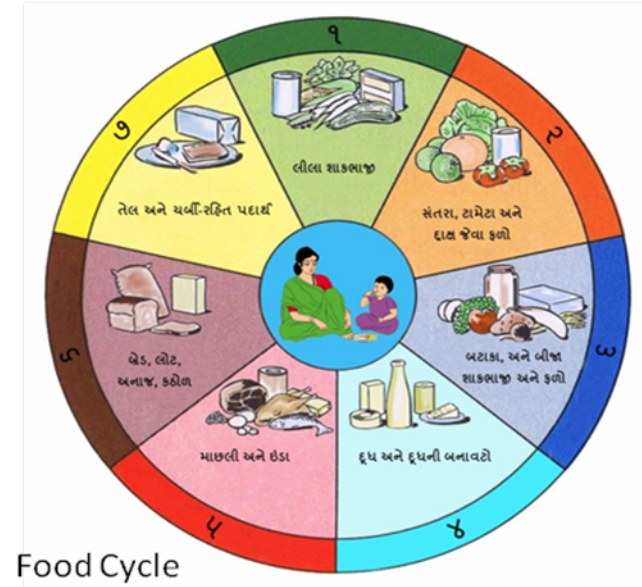 ૧
લીલા શાકભાજી
૨
સંતરા, ટામેટા અને
દ્રાક્ષ જેવા ફળો
૩
બટાકા, અને બીજા
શાકભાજી અને ફળો
૪
દૂધ અને દૂધની બનાવટો
૫
માછલી અને ઇંડા
૬
બ્રેડ, લોટ,
અનાજ, કઠોળ
૭
તેલ અને ચર્બી-રહિત પદાર્થ
Food Cycle